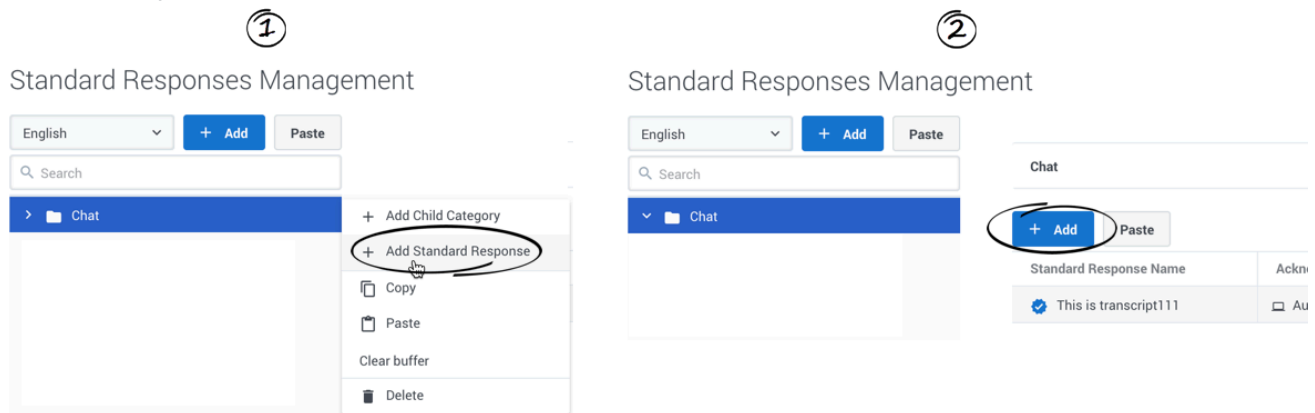 1
Standard Responses Management
English
+ Add
Paste
Search
Chat
+ Add Child Category
+ Add Standard Response
Copy
Paste
Clear buffer
Delete
2
Standard Responses Management
English
+ Add
Paste
Search
Chat
Chat
+ Add
Paste
Standard Response Name
This is transcript111